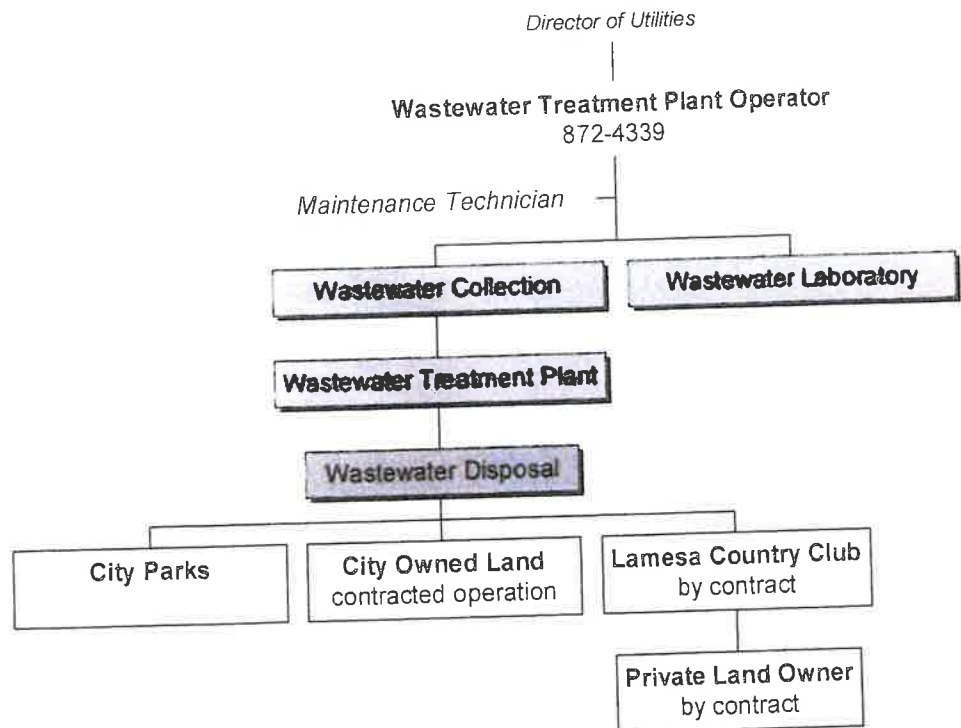 Director of Utilities
Wastewater Treatment Plant Operator
872-4339
Maintenance Technician
Wastewater Collection
Wastewater Laboratory
Wastewater Treatment Plant
Wastewater Disposal
City Parks
City Owned Land
contracted operation
Lamesa Country Club
by contract
Private Land Owner
by contract